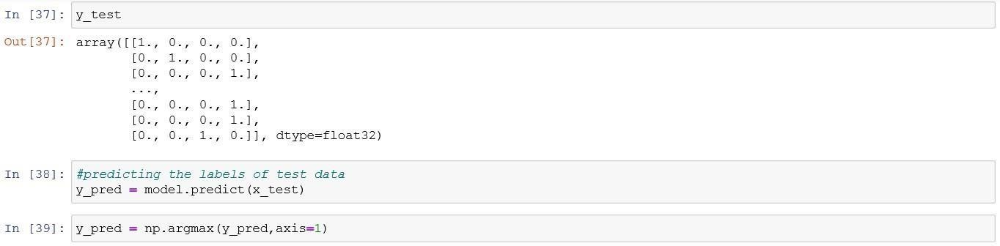 In [37]: y_test
Out[37]: array([[1., 0., 0., 0.],
[0., 1., 0., 0.],
[0., 0., 0., 1.],
...,
[0., 0., 0., 1.],
[0., 0., 0., 1.],
[0., 0., 1., 0.]], dtype=float32)
In [38]: #predicting the labels of test data
y_pred = model.predict(x_test)
In [39]: y_pred = np.argmax(y_pred,axis=1)